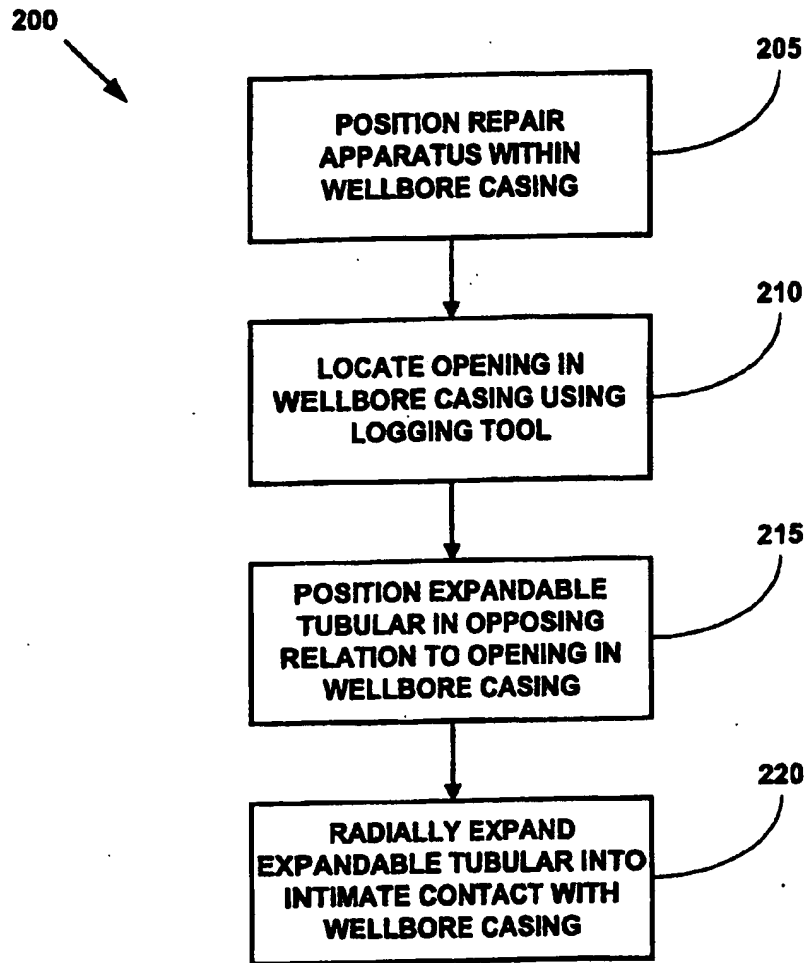 200
205
POSITION REPAIR
APPARATUS WITHIN
WELLBORE CASING
210
LOCATE OPENING IN
WELLBORE CASING USING
LOGGING TOOL
215
POSITION EXPANDABLE
TUBULAR IN OPPOSING
RELATION TO OPENING IN
WELLBORE CASING
220
RADIALLY EXPAND
EXPANDABLE TUBULAR INTO
INTIMATE CONTACT WITH
WELLBORE CASING